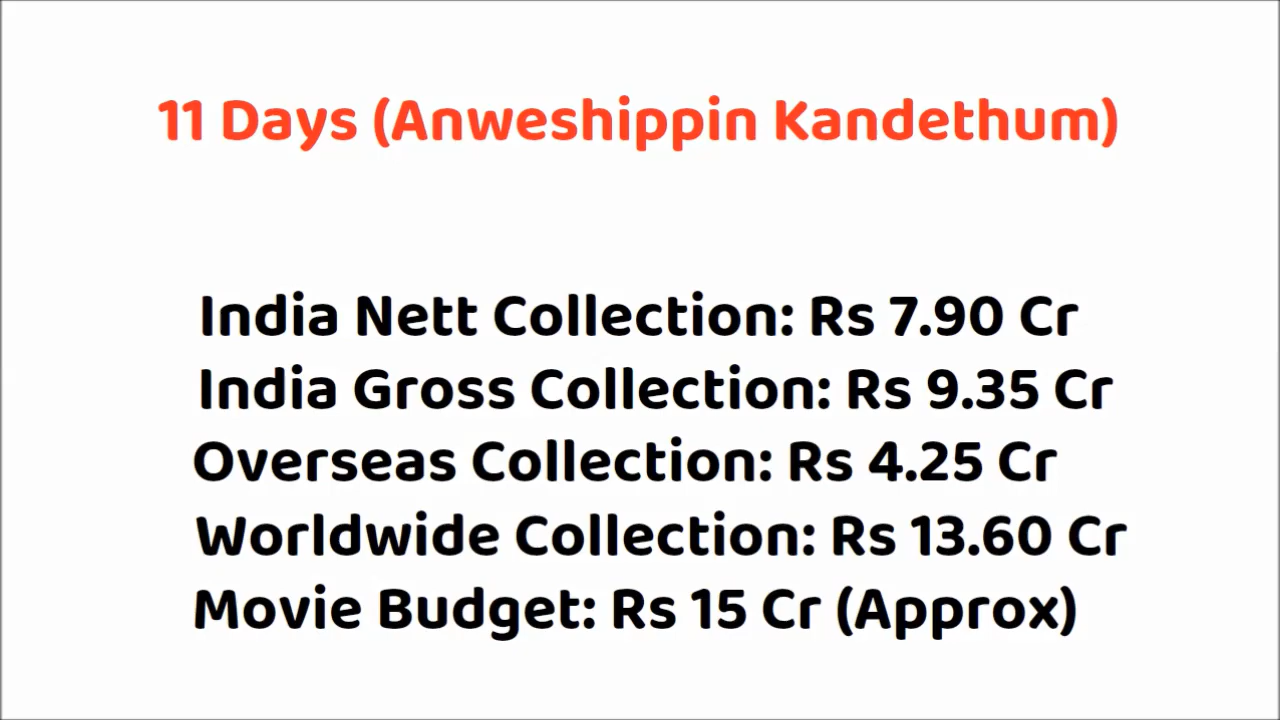 11 Days (Anweshippin Kandethum)
India Nett Collection: Rs 7.90 Cr
India Gross Collection: Rs 9.35 Cr
Overseas Collection: Rs 4.25 Cr
Worldwide Collection: Rs 13.60 Cr
Movie Budget: Rs 15 Cr (Approx)